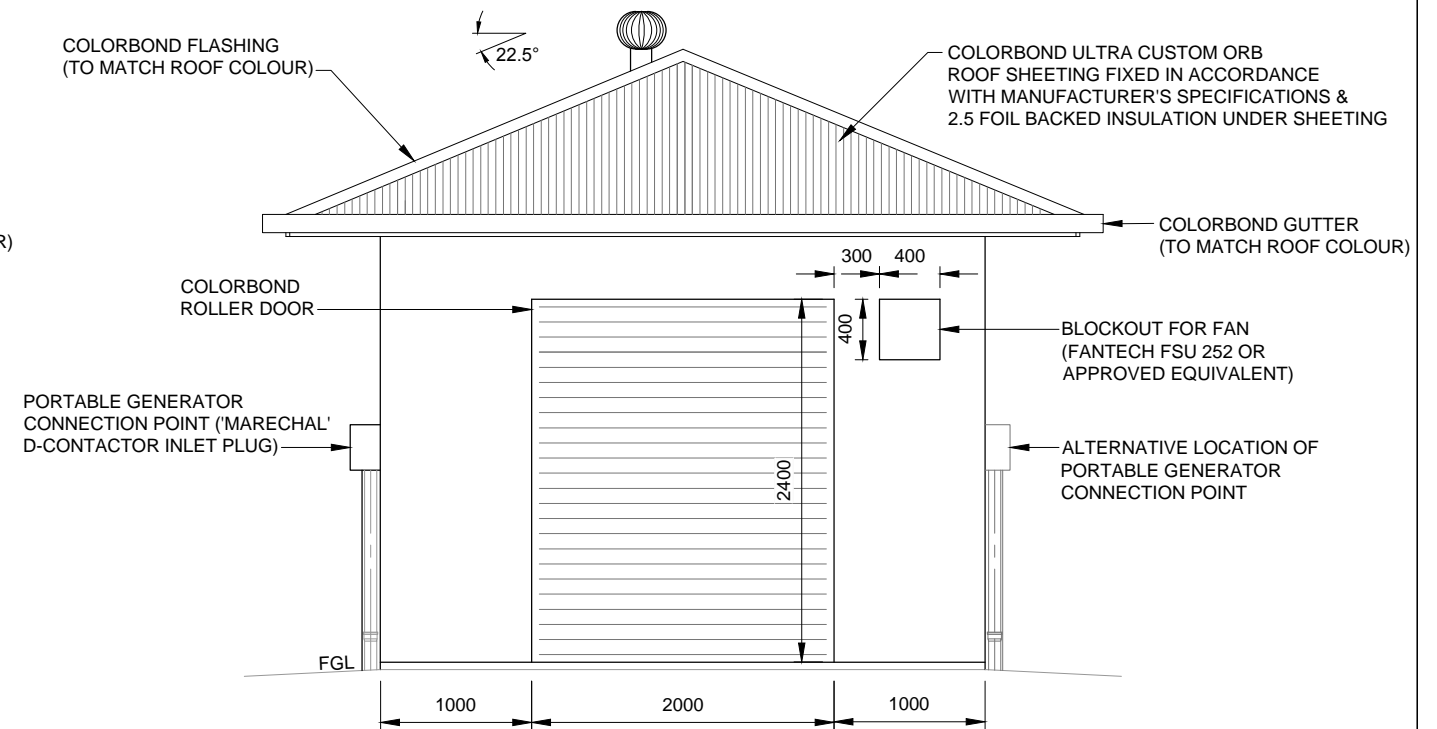 COLORBOND FLASHING
(TO MATCH ROOF COLOUR)
22.5°
COLORBOND ULTRA CUSTOM ORB
ROOF SHEETING FIXED IN ACCORDANCE
WITH MANUFACTURER'S SPECIFICATIONS &
2.5 FOIL BACKED INSULATION UNDER SHEETING
R)
COLORBOND GUTTER
(TO MATCH ROOF COLOUR)
300 400
COLORBOND
ROLLER DOOR
400
BLOCKOUT FOR FAN
(FANTECH FSU 252 OR
APPROVED EQUIVALENT)
PORTABLE GENERATOR
CONNECTION POINT ('MARECHAL'
D-CONTACTOR INLET PLUG)
2400
ALTERNATIVE LOCATION OF
PORTABLE GENERATOR
CONNECTION POINT
FGL
1000 2000 1000